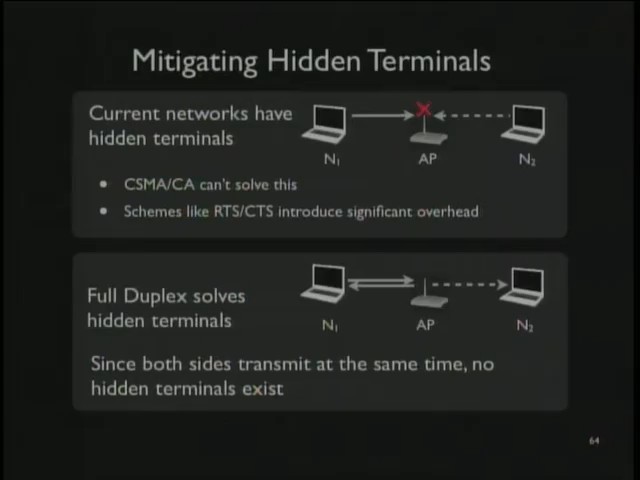 Mitigating Hidden Terminals
Current networks have
hidden terminals
N₁
AP
N₂
• CSMA/CA can't solve this
• Schemes like RTS/CTS introduce significant overhead
Full Duplex solves
hidden terminals
N₁
AP
N₂
Since both sides transmit at the same time, no
hidden terminals exist
64